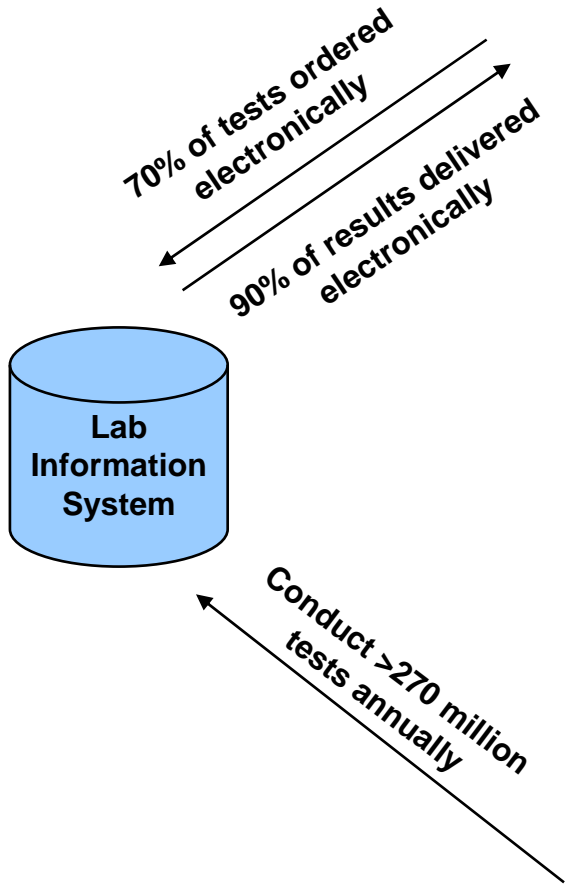 70% of tests ordered
electronically
90% of results delivered
electronically
Lab
Information
System
Conduct >270 million
tests annually